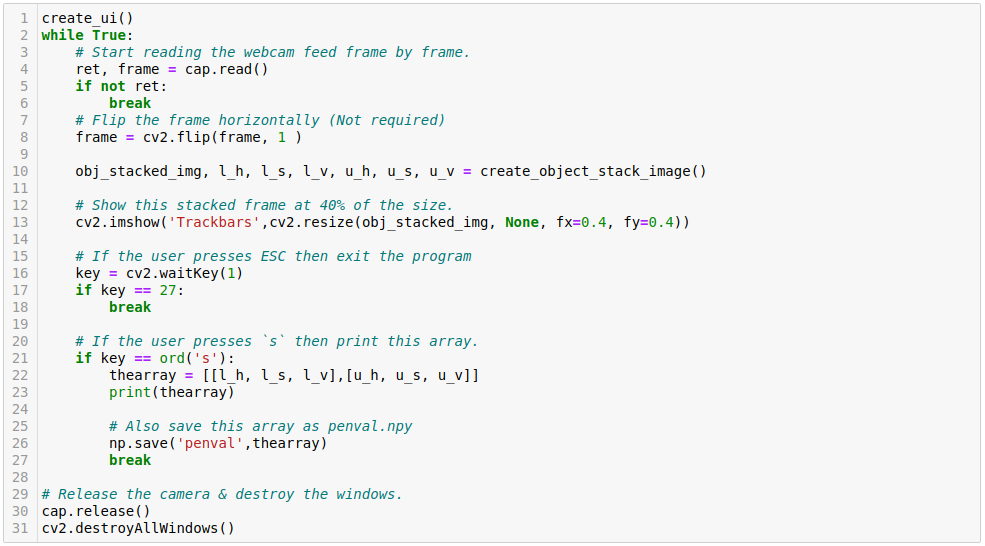 1 create_ui()
2 while True:
3     # Start reading the webcam feed frame by frame.
4     ret, frame = cap.read()
5     if not ret:
6         break
7     # Flip the frame horizontally (Not required)
8     frame = cv2.flip(frame, 1 )
9
10     obj_stacked_img, l_h, l_s, l_v, u_h, u_s, u_v = create_object_stack_image()
11
12     # Show this stacked frame at 40% of the size.
13     cv2.imshow('Trackbars',cv2.resize(obj_stacked_img, None, fx=0.4, fy=0.4))
14
15     # If the user presses ESC then exit the program
16     key = cv2.waitKey(1)
17     if key == 27:
18         break
19
20     # If the user presses `s` then print this array.
21     if key == ord('s'):
22         thearray = [[l_h, l_s, l_v],[u_h, u_s, u_v]]
23         print(thearray)
24
25         # Also save this array as penval.npy
26         np.save('penval',thearray)
27         break
28
29 # Release the camera & destroy the windows.
30 cap.release()
31 cv2.destroyAllWindows()